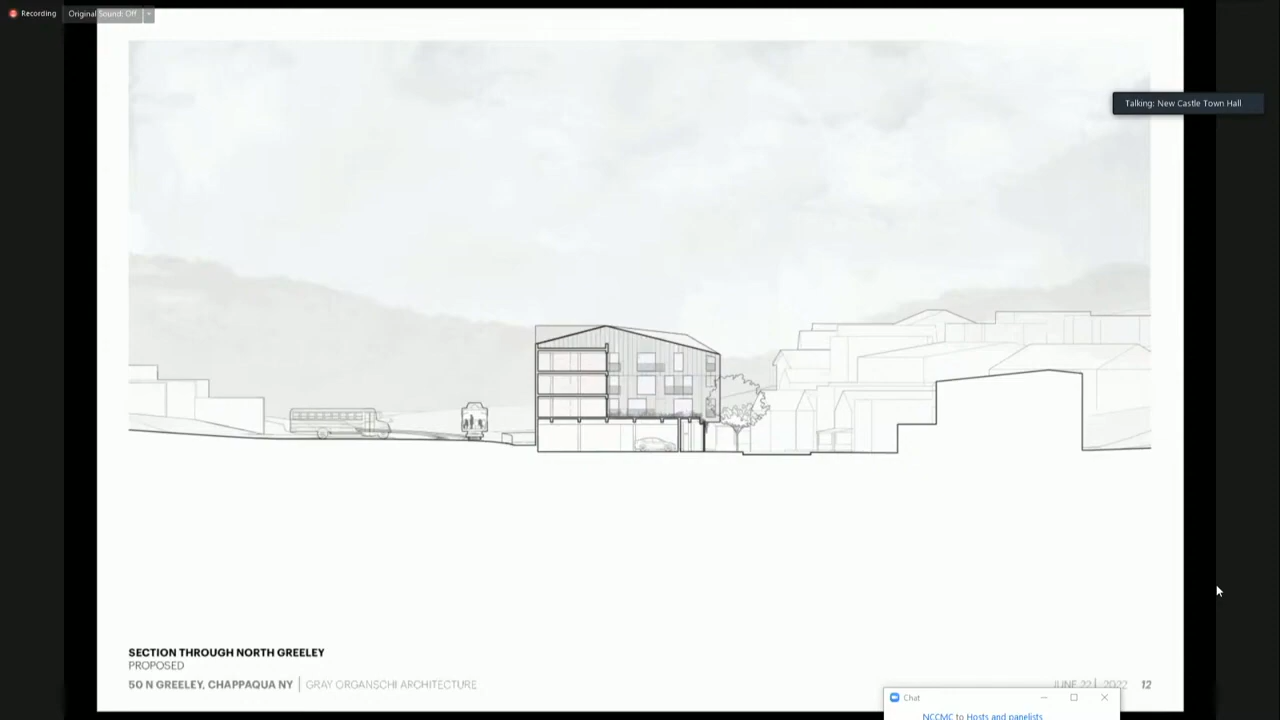 Recording
Original Sound: Off
Talking: New Castle Town Hall
SECTION THROUGH NORTH GREELEY
PROPOSED
50 N GREELEY, CHAPPAQUA NY | GRAY ORGANSCHI ARCHITECTURE
JUNE 22 | 2022 12
Chat
NCCMC to Hosts and panelists